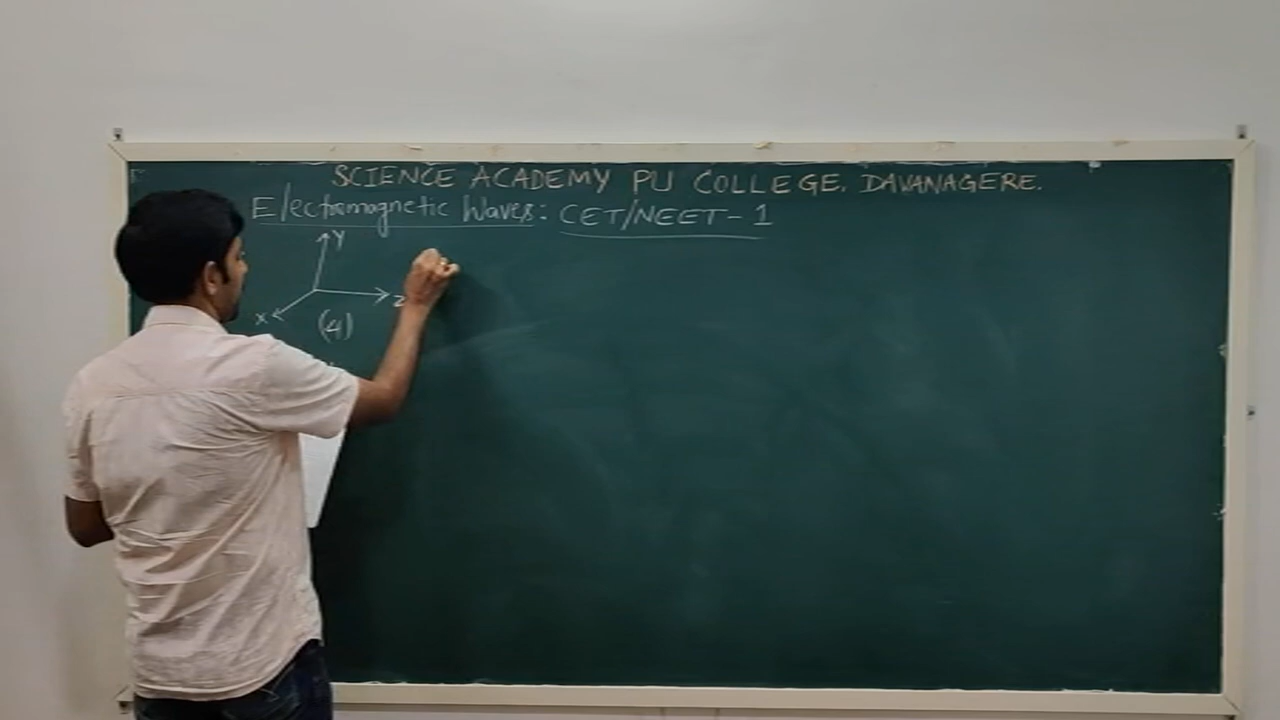 SCIENCE ACADEMY PU COLLEGE. DAVANAGERE.
Electromagnetic Waves: CET/NEET-1
Y
X
Z
(4)